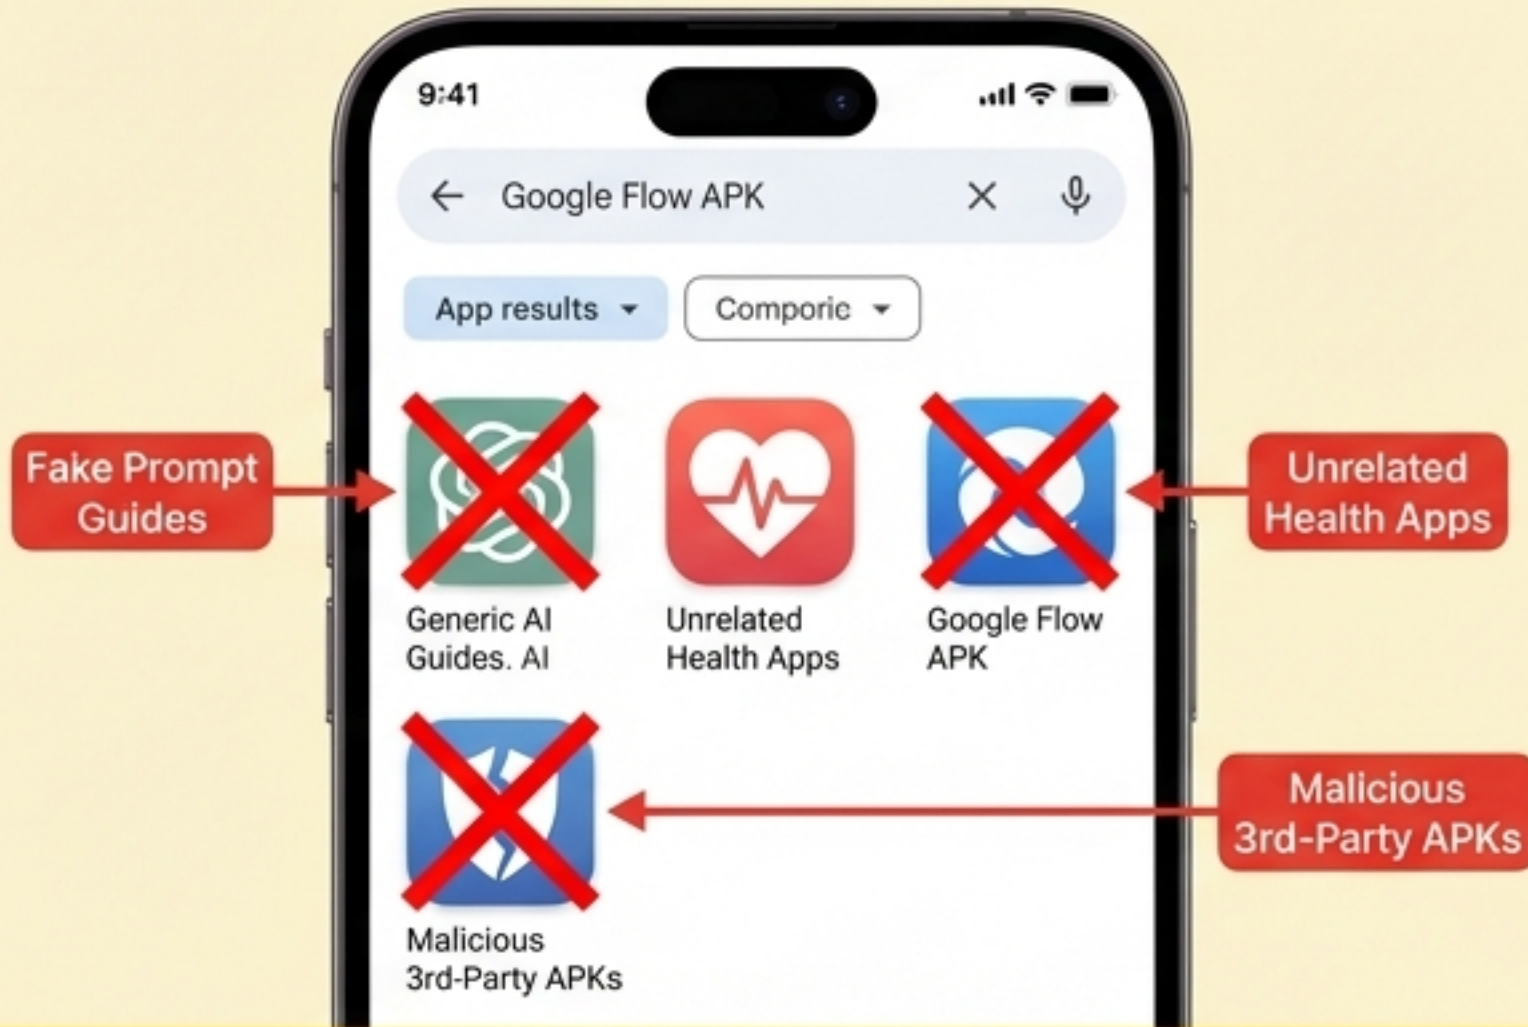 9:41
Google Flow APK
App results
Comporic
Fake Prompt
Guides
Unrelated
Health Apps
Generic AI
Guides. AI
Unrelated
Health Apps
Google Flow
APK
Malicious
3rd-Party APKs
Malicious
3rd-Party APKs